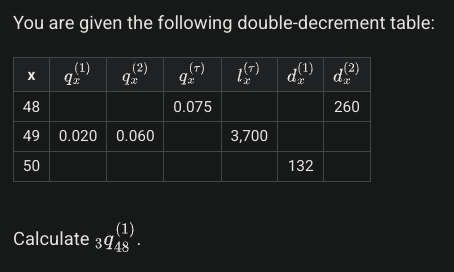 You are given the following double-decrement table:
x q_x^(1) q_x^(2) q_x^(τ) l_x^(τ) d_x^(1) d_x^(2)
48 0.075 260
49 0.020 0.060 3,700
50 132
Calculate ₃q_48^(1).